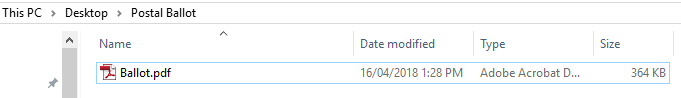 This PC > Desktop > Postal Ballot
Name Date modified Type Size
Ballot.pdf 16/04/2018 1:28 PM Adobe Acrobat D... 364 KB